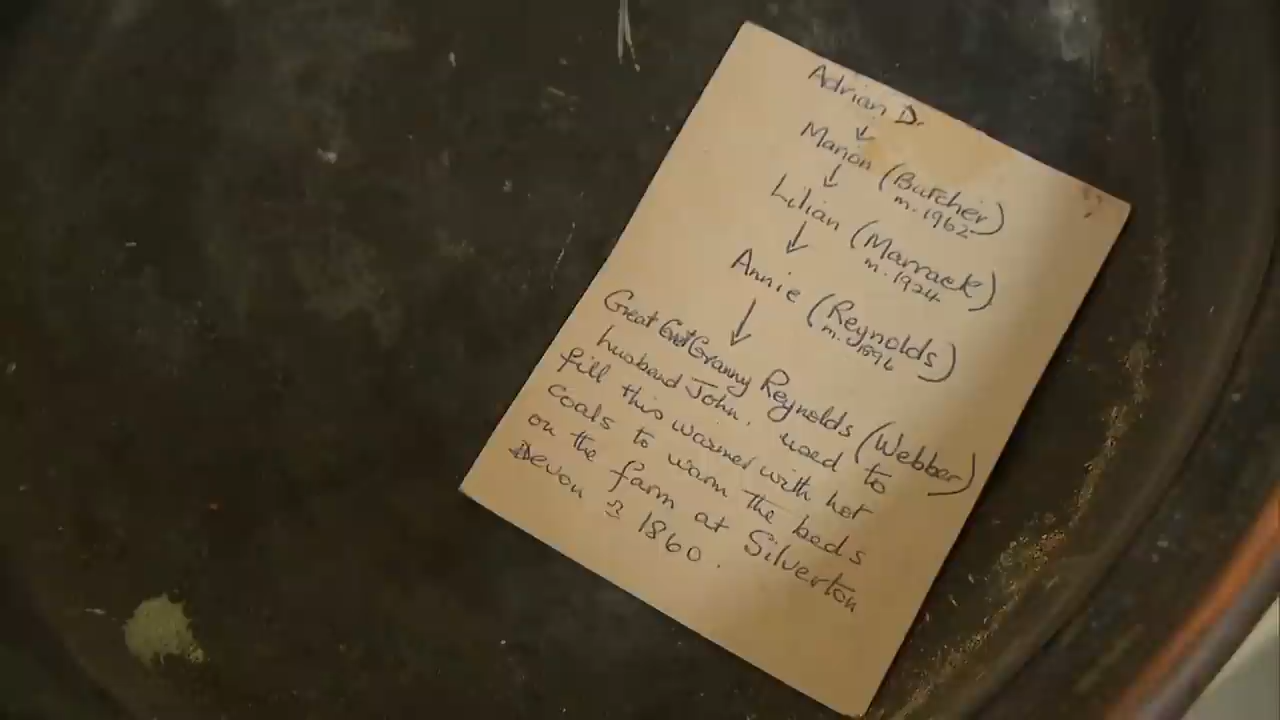 Adrian D.
↓
Marion (Butcher)
m. 1962
↓
Lilian (Marrack)
m. 1924
↓
Annie (Reynolds)
m. 1896
↓
Great Great Granny Reynolds (Webber)
husband John. used to
fill this warmer with hot
coals to warm the beds
on the farm at Silverton
Devon 1860.